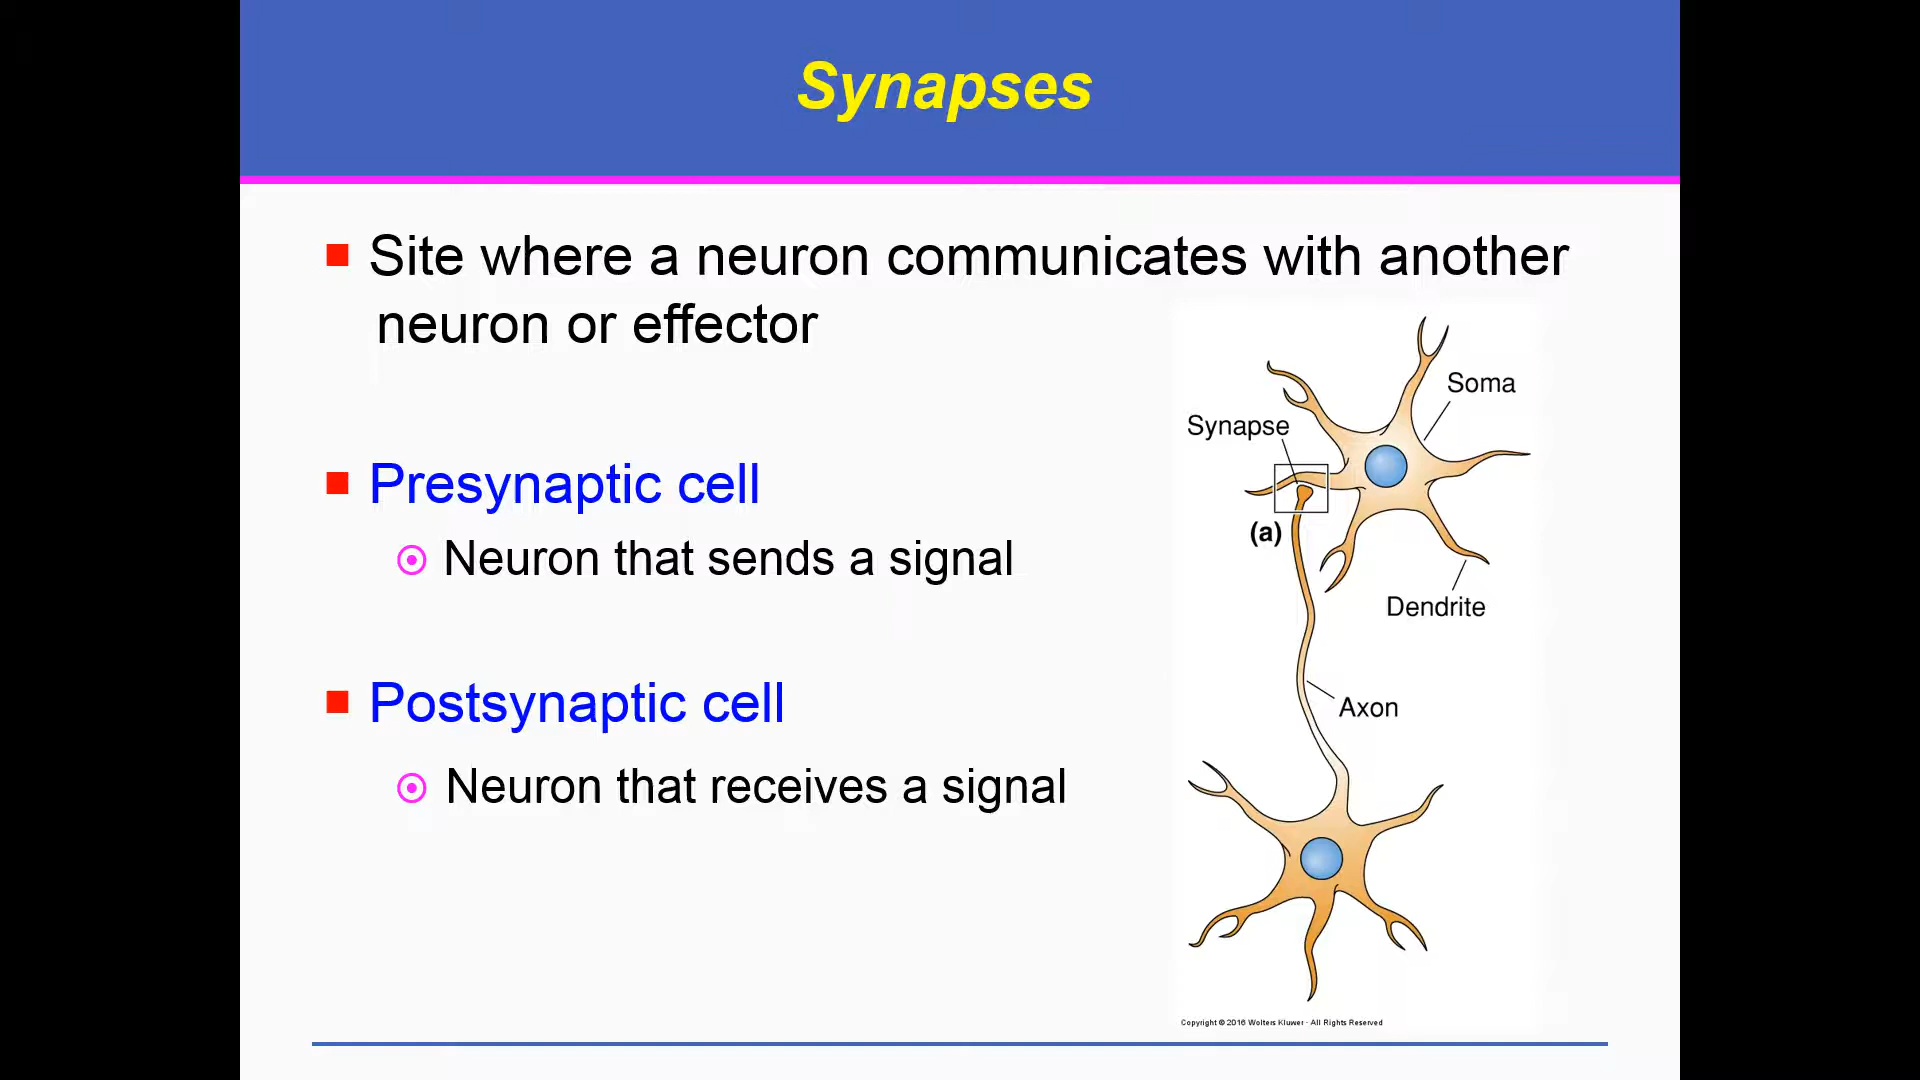 Synapses
Site where a neuron communicates with another
neuron or effector
Presynaptic cell
Neuron that sends a signal
Postsynaptic cell
Neuron that receives a signal
Soma
Synapse
(a)
Dendrite
Axon
Copyright © 2016 Wolters Kluwer - All Rights Reserved